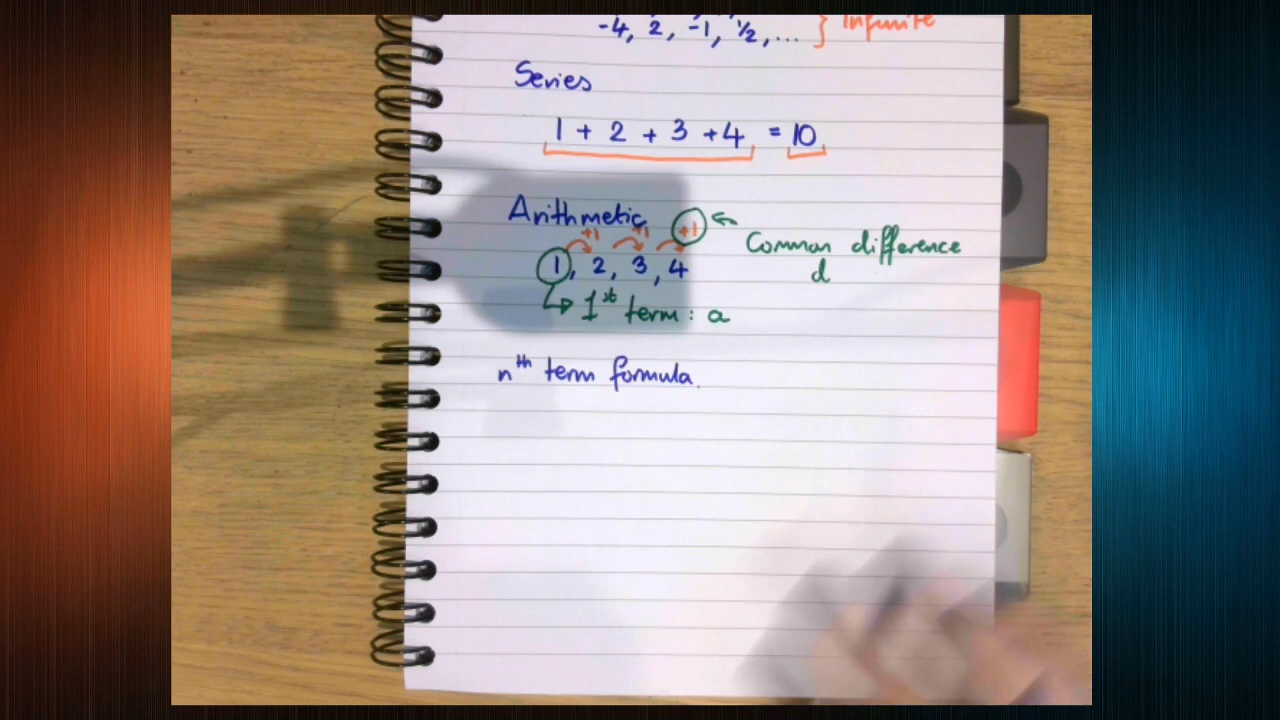 -4, 2, -1, 1/2, ... } Infinite
Series
1 + 2 + 3 + 4 = 10
Arithmetic
+1 +1 +1
Common difference
d
1, 2, 3, 4
1st term : a
nth term formula.